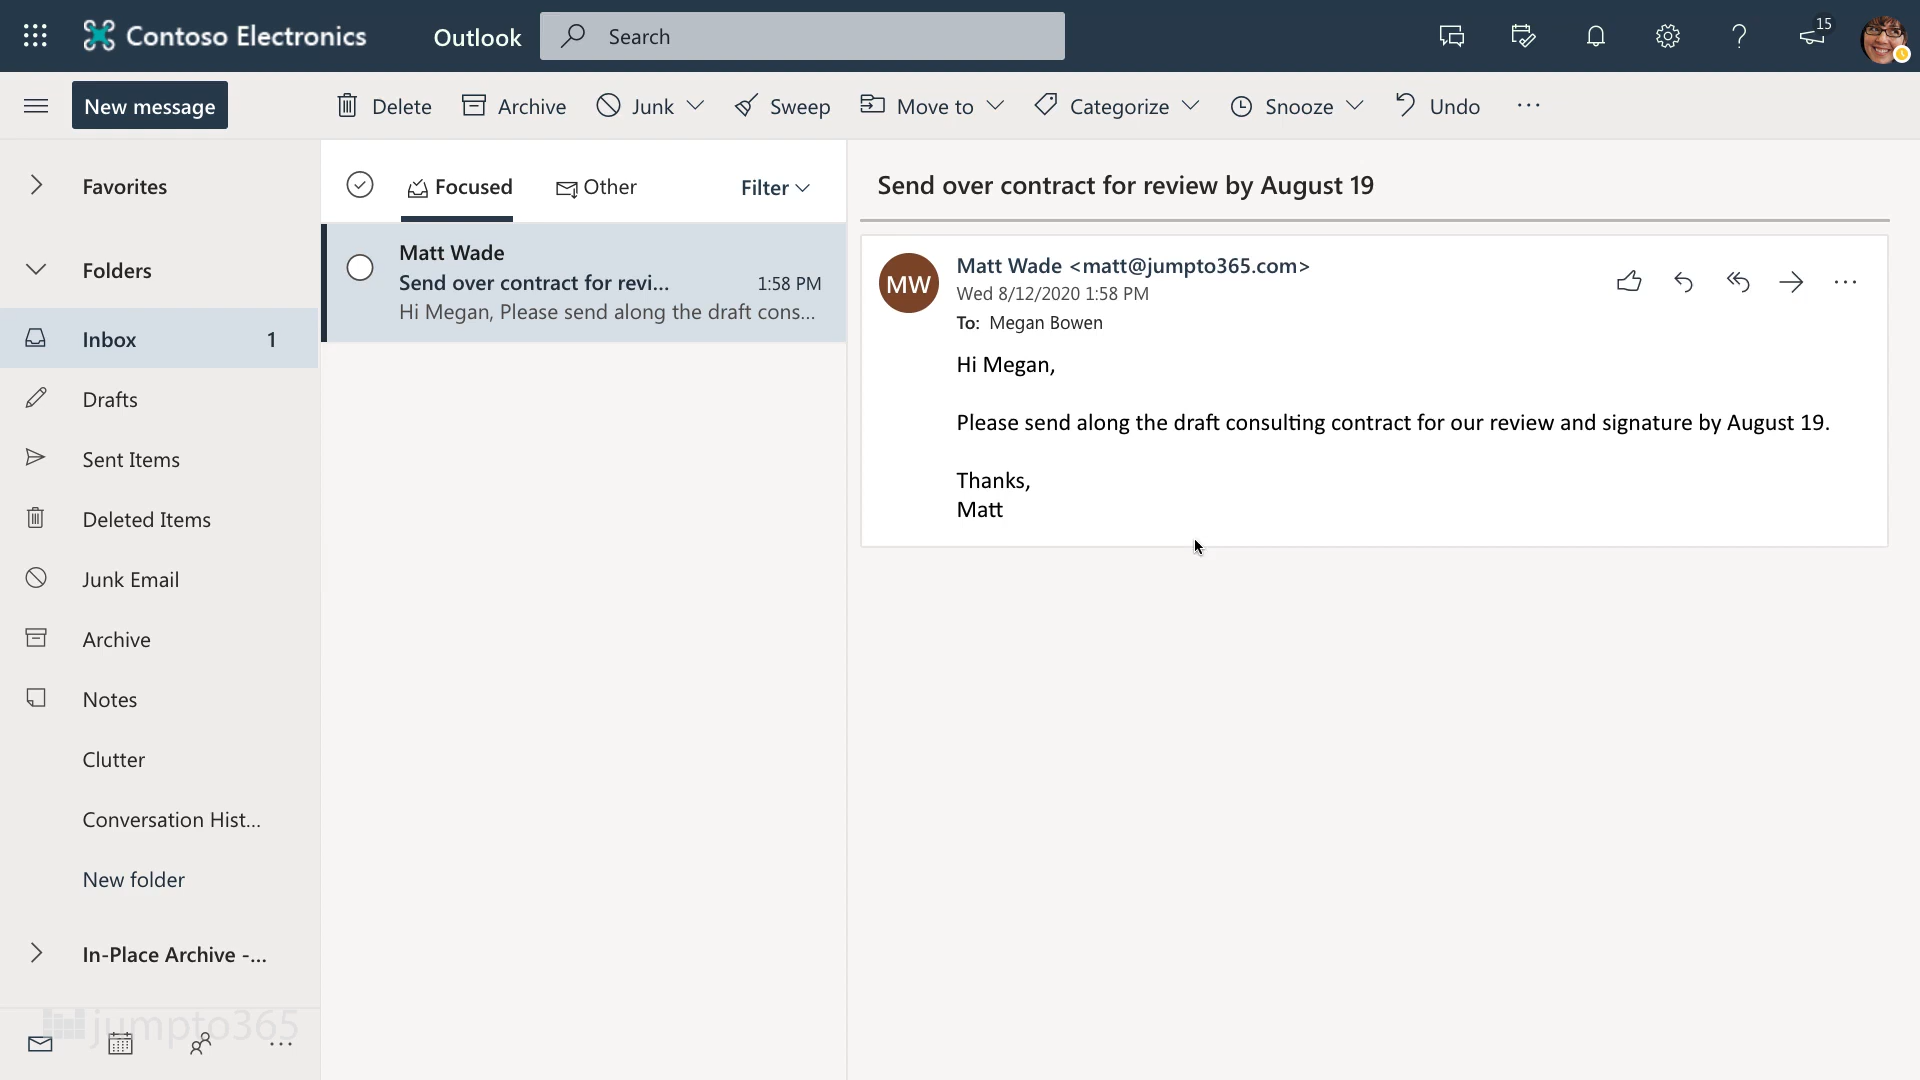 Contoso Electronics
Outlook
Search
15
New message
Delete
Archive
Junk
Sweep
Move to
Categorize
Snooze
Undo
Favorites
Folders
Inbox 1
Drafts
Sent Items
Deleted Items
Junk Email
Archive
Notes
Clutter
Conversation Hist...
New folder
In-Place Archive -...
jumpto365
Focused
Other
Filter
Matt Wade
Send over contract for revi... 1:58 PM
Hi Megan, Please send along the draft cons...
Send over contract for review by August 19
MW
Matt Wade <matt@jumpto365.com>
Wed 8/12/2020 1:58 PM
To: Megan Bowen
Hi Megan,
Please send along the draft consulting contract for our review and signature by August 19.
Thanks,
Matt